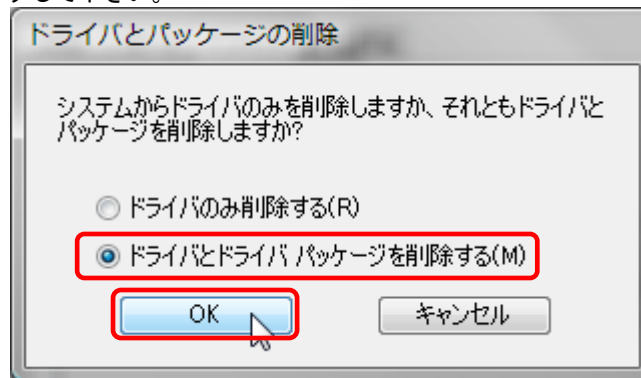 ドライバとパッケージの削除
システムからドライバのみを削除しますか、それともドライバと
パッケージを削除しますか?
ドライバのみ削除する(R)
ドライバとドライバ パッケージを削除する(M)
OK キャンセル